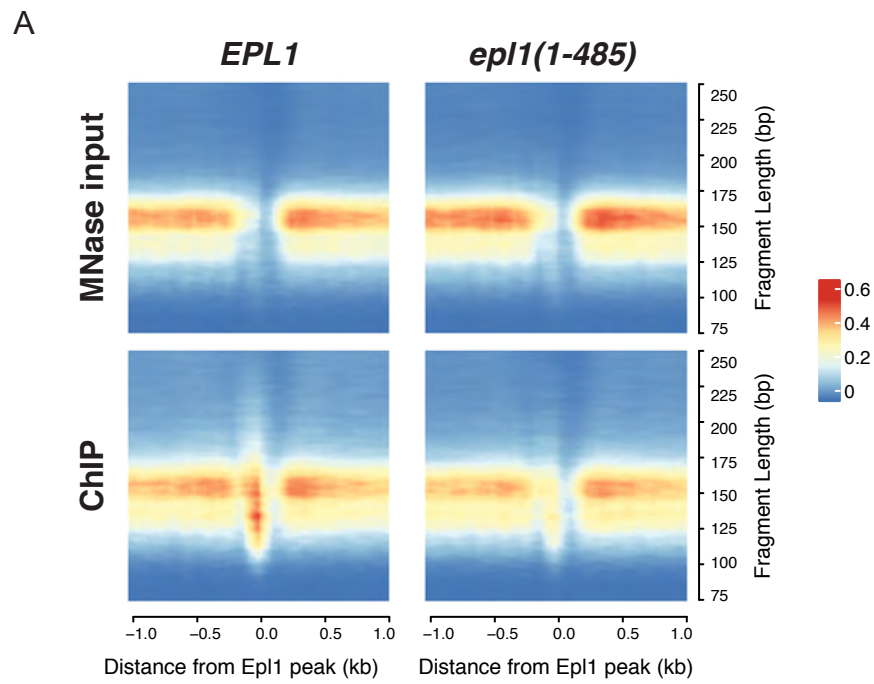 A
EPL1
epl1(1-485)
MNase input
250
225
200
175
150
125
100
75
Fragment Length (bp)
0.6
0.4
0.2
0
ChIP
250
225
200
175
150
125
100
75
Fragment Length (bp)
−1.0 −0.5 0.0 0.5 1.0
−1.0 −0.5 0.0 0.5 1.0
Distance from Epl1 peak (kb)
Distance from Epl1 peak (kb)